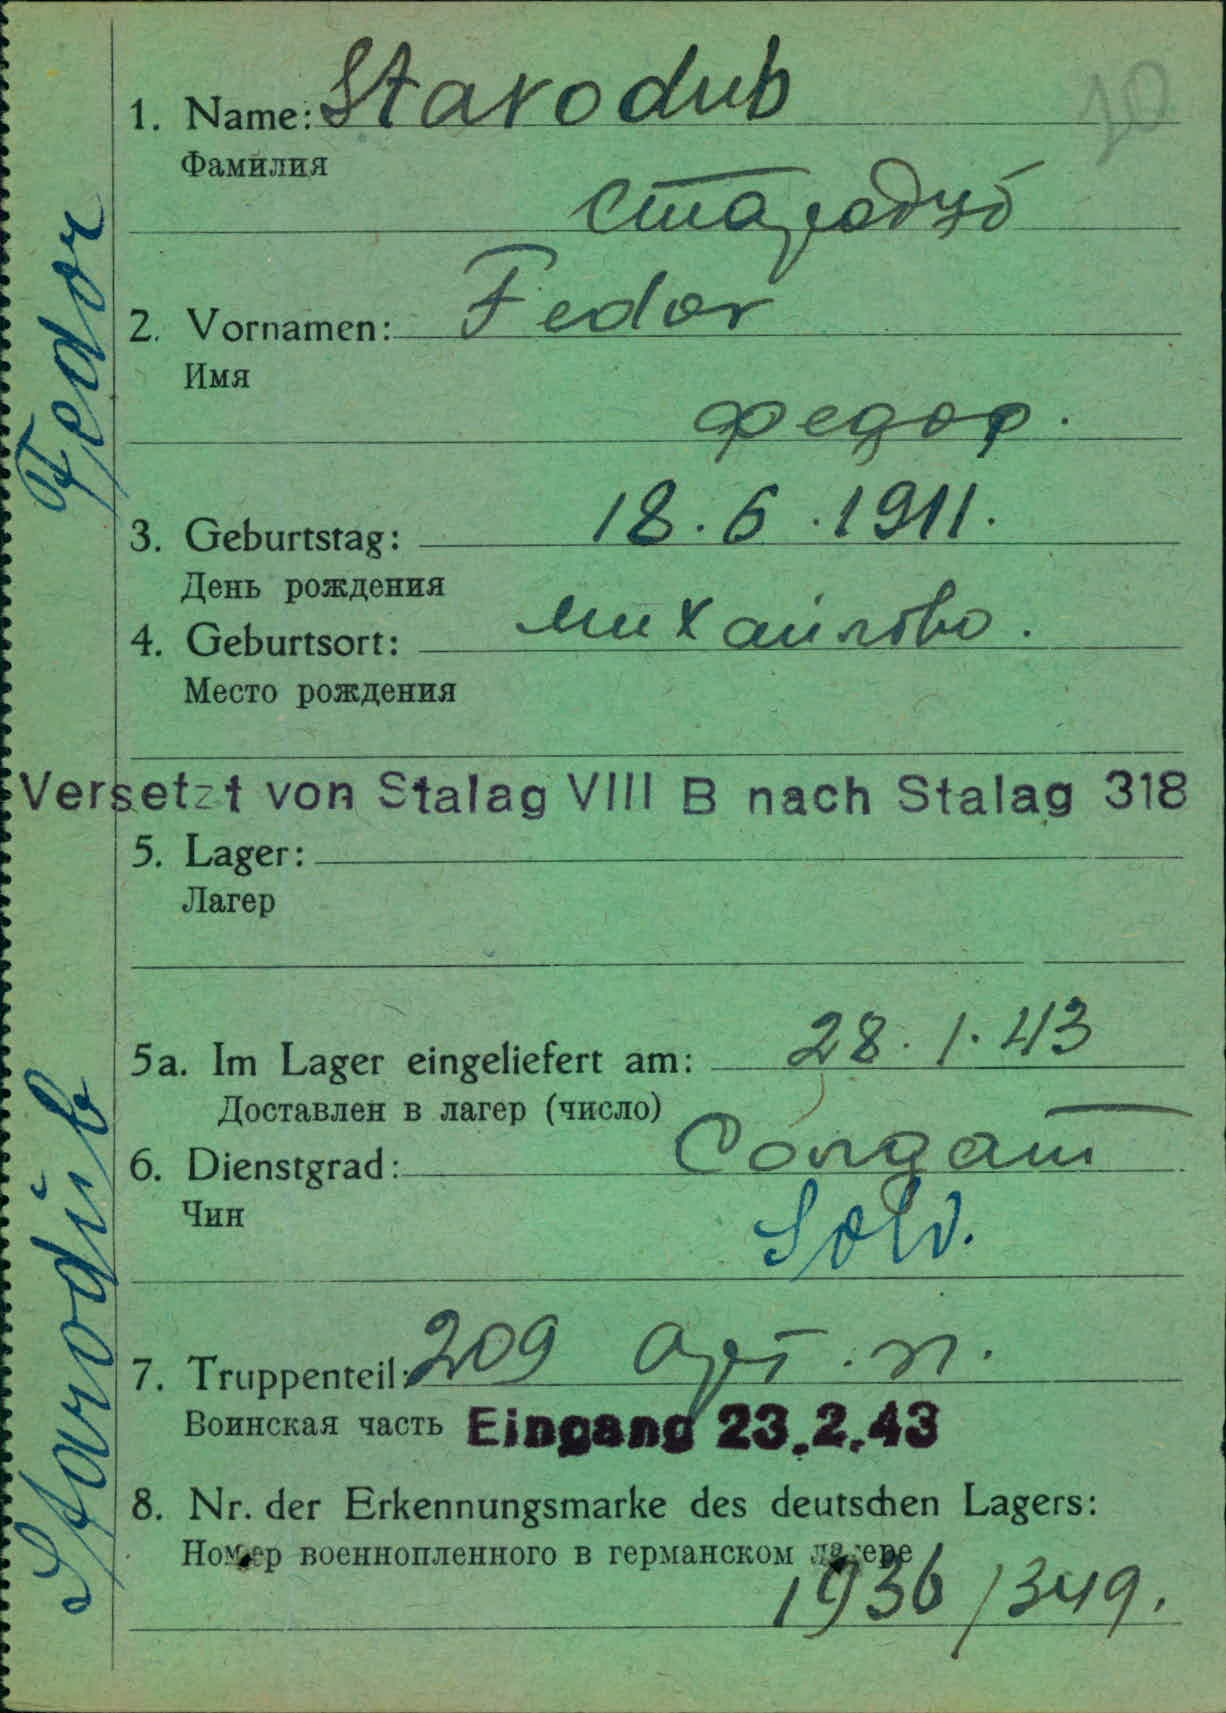 10
1. Name: Starodub
Фамилия
Стародуб
2. Vornamen: Fedor
Имя
Федор.
3. Geburtstag: 18.6.1911.
День рождения
4. Geburtsort: Михайлово.
Место рождения
Versetzt von Stalag VIII B nach Stalag 318
5. Lager:
Лагерь
5a. Im Lager eingeliefert am: 28.1.43
Доставлен в лагер (число)
6. Dienstgrad: Солдат
Чин
Sold.
7. Truppenteil: 209 арт. п.
Воинская часть Eingang 23.2.43
8. Nr. der Erkennungsmarke des deutschen Lagers:
Номер военнопленного в германском лагере
1936/349.
Starodub Fedor